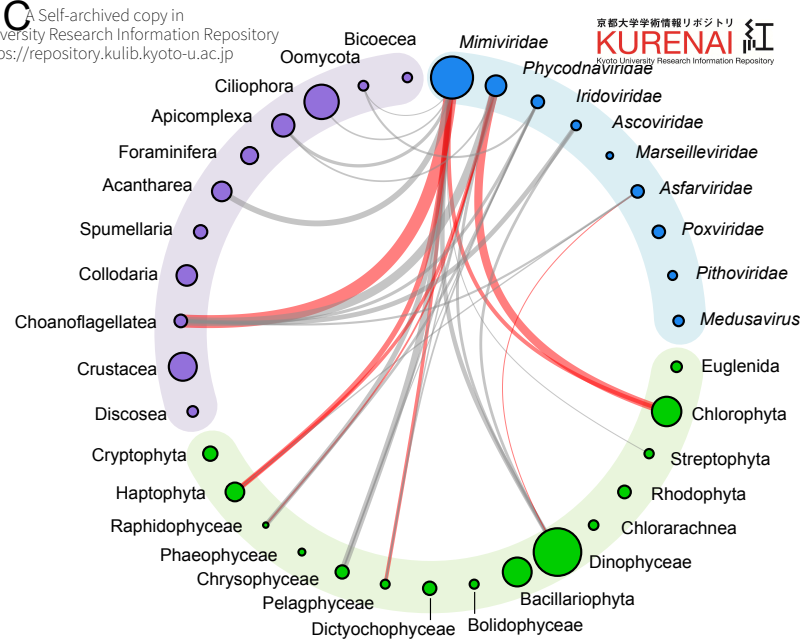 C
A Self-archived copy in
versity Research Information Repository
ps://repository.kulib.kyoto-u.ac.jp
京都大学学術情報リポジトリ
KURENAI 紅
Kyoto University Research Information Repository
Bicoecea
Oomycota
Ciliophora
Apicomplexa
Foraminifera
Acantharea
Spumellaria
Collodaria
Choanoflagellatea
Crustacea
Discosea
Mimiviridae
Phycodnaviridae
Iridoviridae
Ascoviridae
Marseilleviridae
Asfarviridae
Poxviridae
Pithoviridae
Medusavirus
Euglenida
Chlorophyta
Streptophyta
Rhodophyta
Chlorarachnea
Dinophyceae
Bacillariophyta
Bolidophyceae
Dictyochophyceae
Pelagphyceae
Chrysophyceae
Phaeophyceae
Raphidophyceae
Haptophyta
Cryptophyta